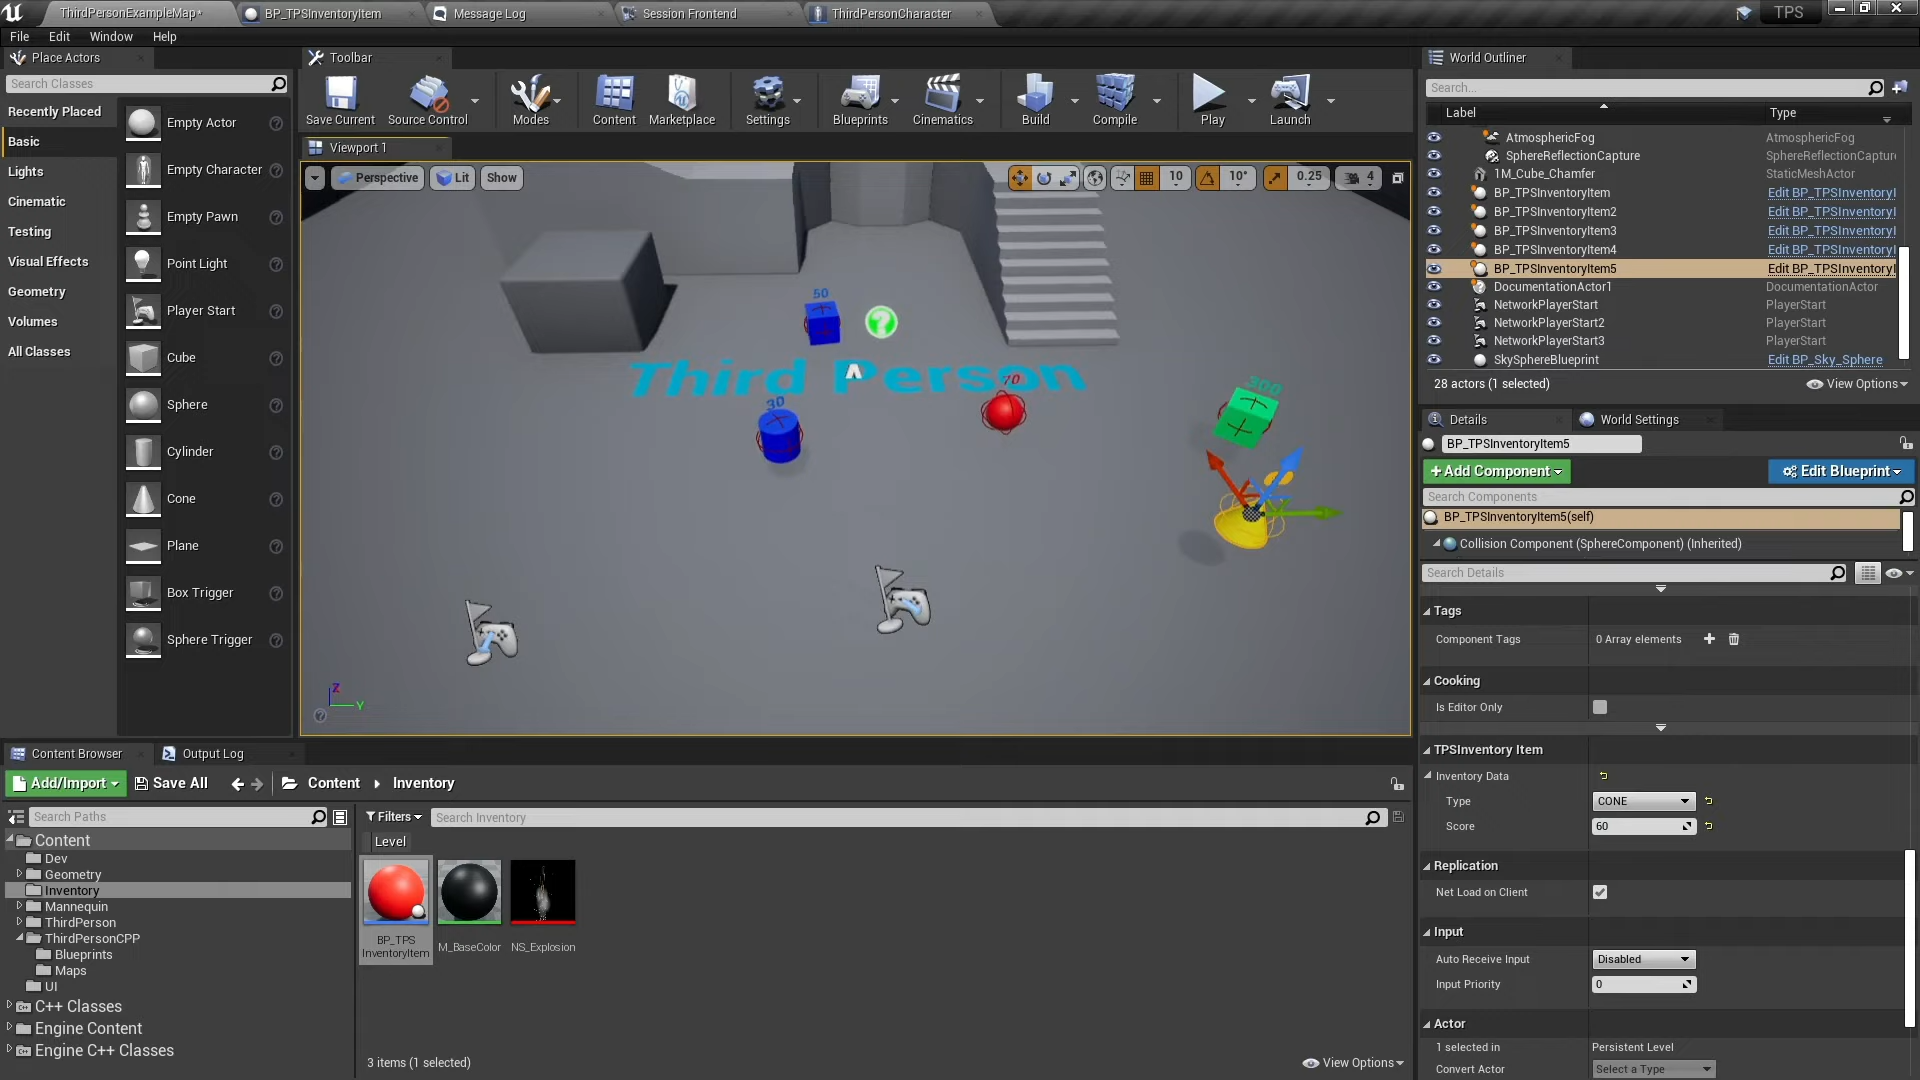 ThirdPersonExampleMap*
BP_TPSInventoryItem
Message Log
Session Frontend
ThirdPersonCharacter
TPS
File
Edit
Window
Help
Place Actors
Search Classes
Recently Placed
Basic
Lights
Cinematic
Testing
Visual Effects
Geometry
Volumes
All Classes
Empty Actor
Empty Character
Empty Pawn
Point Light
Player Start
Cube
Sphere
Cylinder
Cone
Plane
Box Trigger
Sphere Trigger
Toolbar
Save Current
Source Control
Modes
Content
Marketplace
Settings
Blueprints
Cinematics
Build
Compile
Play
Launch
Viewport 1
Perspective
Lit
Show
10
10°
0.25
4
50
Third Person
30
70
300
Z
Y
World Outliner
Search...
Label
Type
AtmosphericFog
AtmosphericFog
SphereReflectionCapture
SphereReflectionCapture
1M_Cube_Chamfer
StaticMeshActor
BP_TPSInventoryItem
Edit BP_TPSInventoryI
BP_TPSInventoryItem2
Edit BP_TPSInventoryI
BP_TPSInventoryItem3
Edit BP_TPSInventoryI
BP_TPSInventoryItem4
Edit BP_TPSInventoryI
BP_TPSInventoryItem5
Edit BP_TPSInventoryI
DocumentationActor1
DocumentationActor
NetworkPlayerStart
PlayerStart
NetworkPlayerStart2
PlayerStart
NetworkPlayerStart3
PlayerStart
SkySphereBlueprint
Edit BP_Sky_Sphere
28 actors (1 selected)
View Options
Details
World Settings
BP_TPSInventoryItem5
+Add Component
Edit Blueprint
Search Components
BP_TPSInventoryItem5(self)
Collision Component (SphereComponent) (Inherited)
Search Details
Tags
Component Tags
0 Array elements
Cooking
Is Editor Only
TPSInventory Item
Inventory Data
Type
CONE
Score
60
Replication
Net Load on Client
Input
Auto Receive Input
Disabled
Input Priority
0
Actor
1 selected in
Persistent Level
Convert Actor
Select a Type
Content Browser
Output Log
Add/Import
Save All
Content
Inventory
Search Paths
Content
Dev
Geometry
Inventory
Mannequin
ThirdPerson
ThirdPersonCPP
Blueprints
Maps
UI
C++ Classes
Engine Content
Engine C++ Classes
Filters
Search Inventory
Level
BP_TPS
InventoryItem
M_BaseColor
NS_Explosion
3 items (1 selected)
View Options